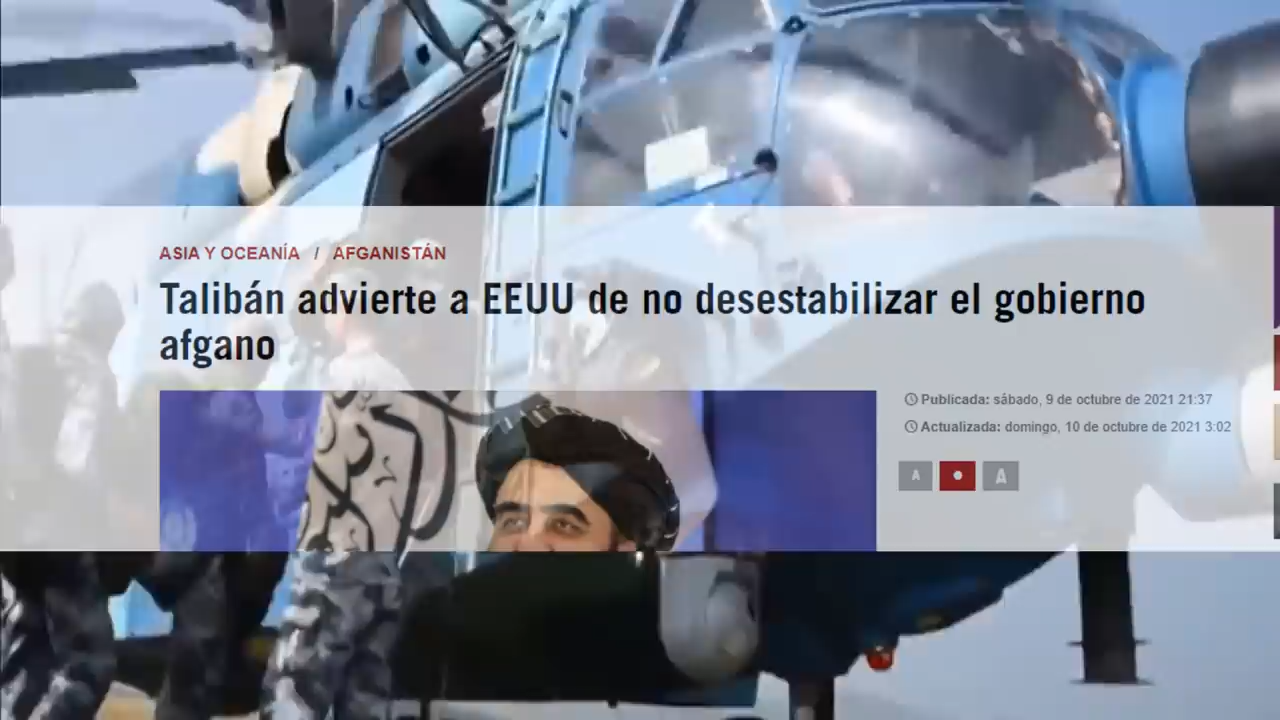 ASIA Y OCEANÍA / AFGANISTÁN
Talibán advierte a EEUU de no desestabilizar el gobierno
afgano
Publicada: sábado, 9 de octubre de 2021 21:37
Actualizada: domingo, 10 de octubre de 2021 3:02
A A